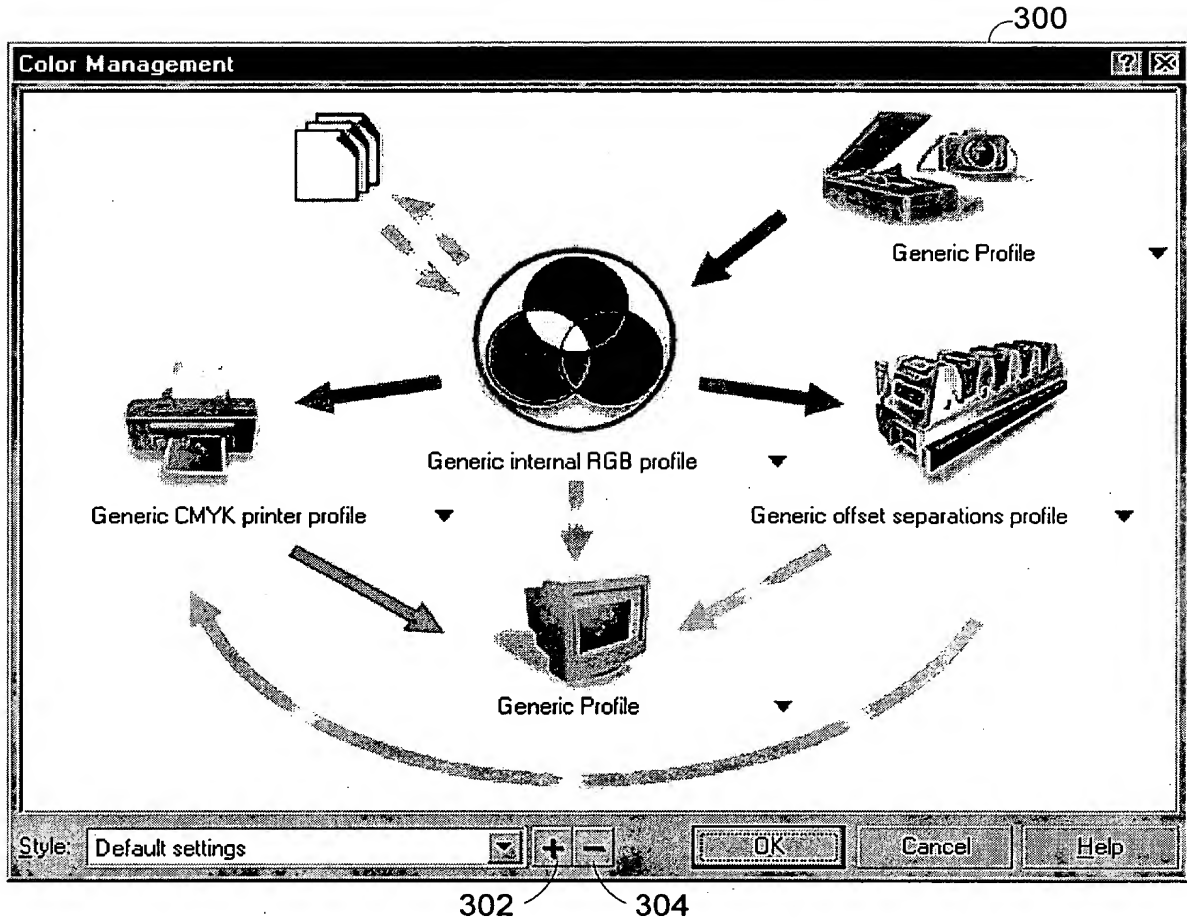 300
Color Management
Generic Profile
Generic internal RGB profile
Generic CMYK printer profile
Generic offset separations profile
Generic Profile
Style: Default settings + − OK Cancel Help
302 304